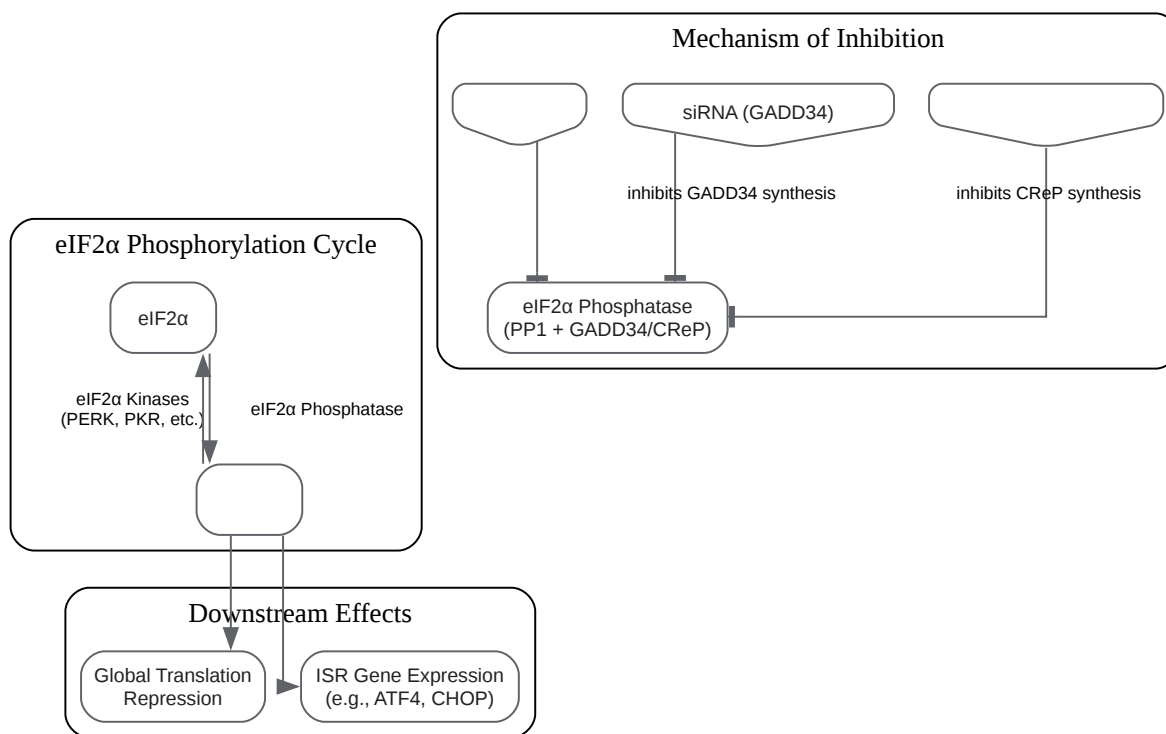 Mechanism of Inhibition
siRNA (GADD34)
inhibits GADD34 synthesis
inhibits CReP synthesis
eIF2α Phosphatase
(PP1 + GADD34/CReP)
eIF2α Phosphorylation Cycle
eIF2α
eIF2α Kinases
(PERK, PKR, etc.)
eIF2α Phosphatase
Downstream Effects
Global Translation
Repression
ISR Gene Expression
(e.g., ATF4, CHOP)